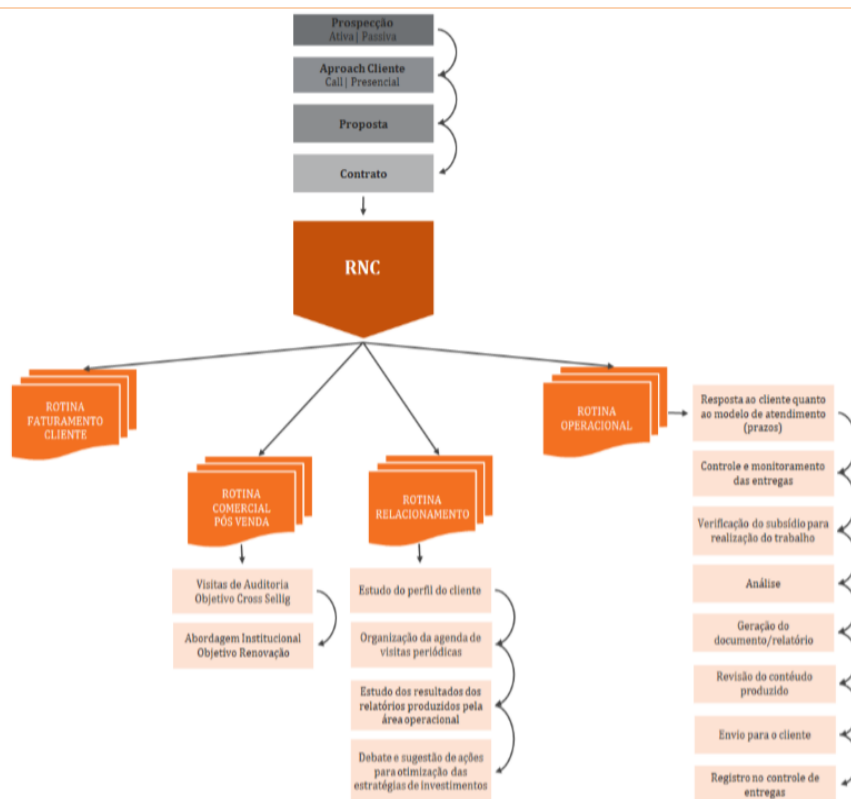 Prospecção
Ativa | Passiva
Aproach Cliente
Call | Presencial
Proposta
Contrato
RNC
ROTINA
FATURAMENTO
CLIENTE
ROTINA
COMERCIAL
PÓS VENDA
Visitas de Auditoria
Objetivo Cross Sellig
Abordagem Institucional
Objetivo Renovação
ROTINA
RELACIONAMENTO
Estudo do perfil do cliente
Organização da agenda de
visitas periódicas
Estudo dos resultados dos
relatórios produzidos pela
área operacional
Debate e sugestão de ações
para otimização das
estratégias de investimentos
ROTINA
OPERACIONAL
Resposta ao cliente quanto
ao modelo de atendimento
(prazos)
Controle e monitoramento
das entregas
Verificação do subsídio para
realização do trabalho
Análise
Geração do
documento/relatório
Revisão do contéudo
produzido
Envio para o cliente
Registro no controle de
entregas